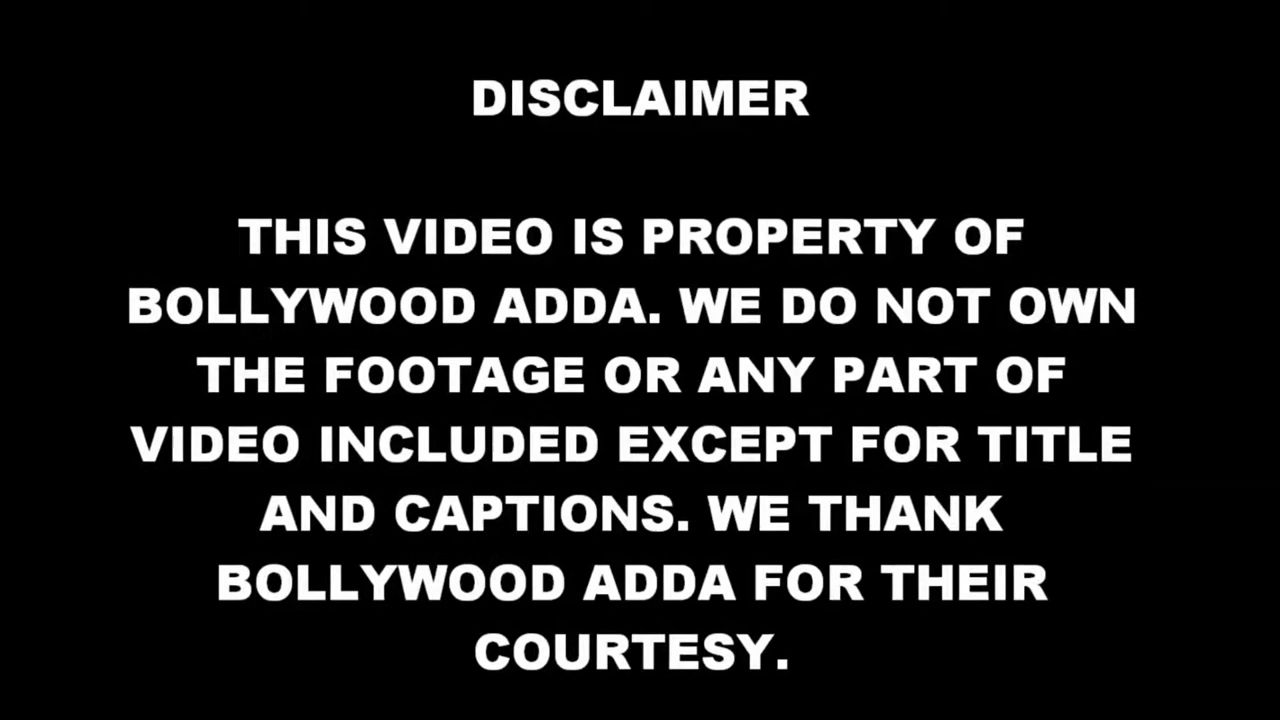 DISCLAIMER
THIS VIDEO IS PROPERTY OF
BOLLYWOOD ADDA. WE DO NOT OWN
THE FOOTAGE OR ANY PART OF
VIDEO INCLUDED EXCEPT FOR TITLE
AND CAPTIONS. WE THANK
BOLLYWOOD ADDA FOR THEIR
COURTESY.